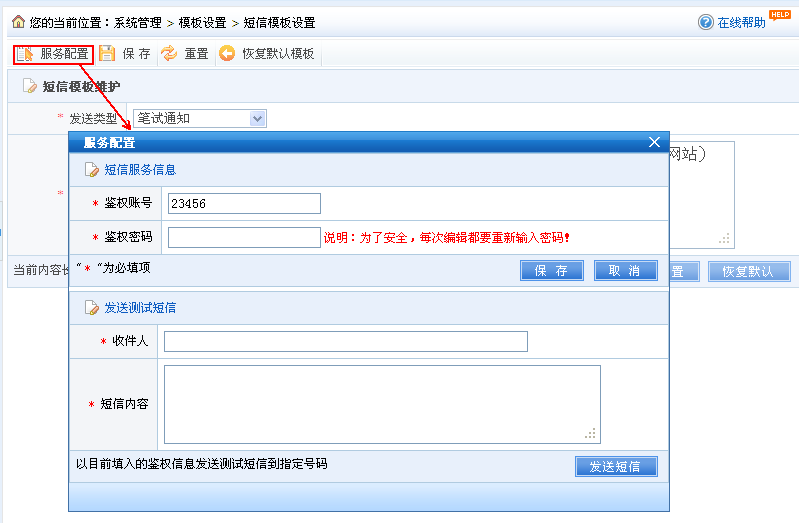 您的当前位置：系统管理 > 模板设置 > 短信模板设置
在线帮助 HELP
服务配置 保 存 重置 恢复默认模板
短信模板维护
* 发送类型 笔试通知
网站）
*
服务配置
短信服务信息
* 鉴权账号 23456
* 鉴权密码 说明：为了安全，每次编辑都要重新输入密码！
"* "为必填项 保 存 取 消
当前内容 置 恢复默认
发送测试短信
* 收件人
* 短信内容
以目前填入的鉴权信息发送测试短信到指定号码 发送短信